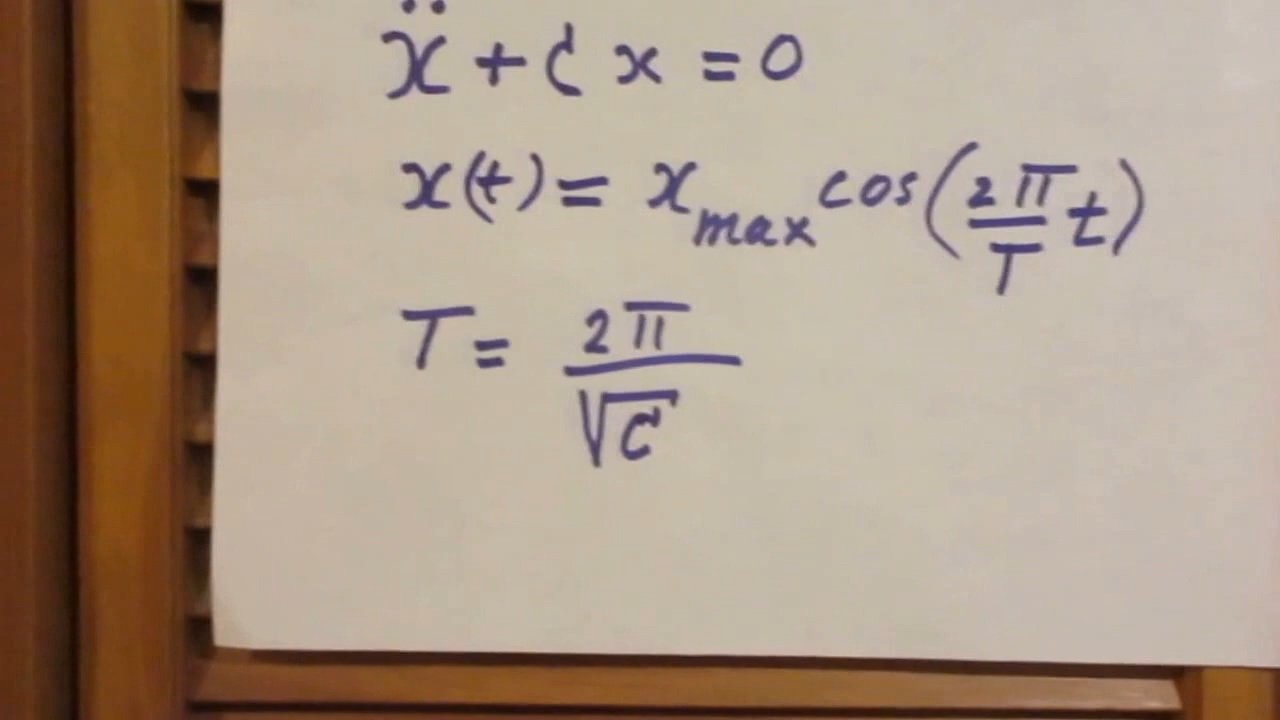 ẍ + C x = 0
x(t) = x_max cos(2π/T t)
T = 2π/√C